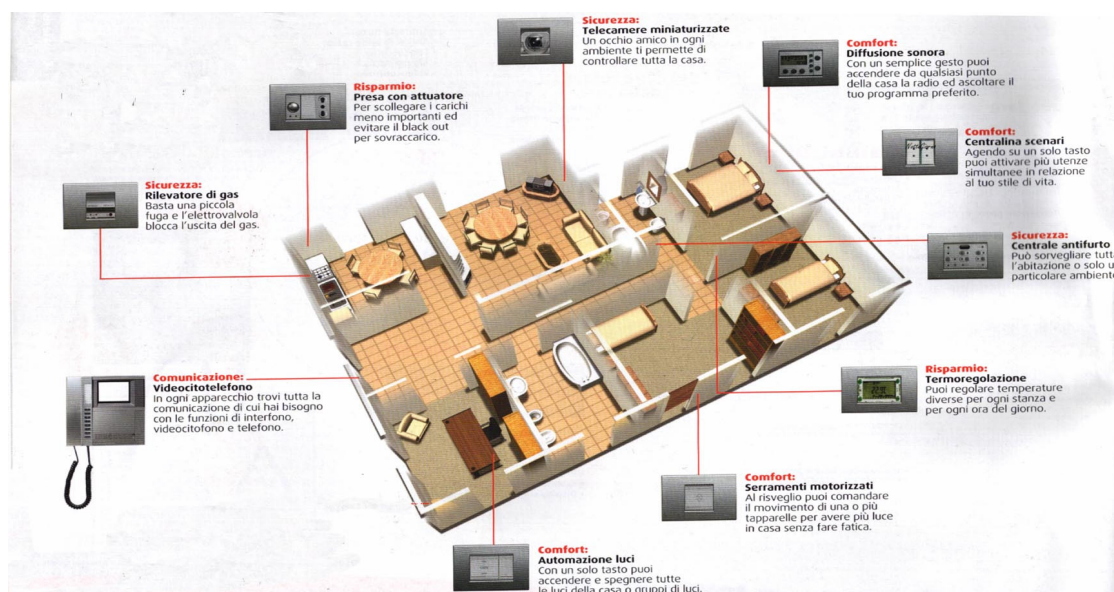 Sicurezza:
Telecamere miniaturizzate
Un occhio amico in ogni
ambiente ti permette di
controllare tutta la casa.
Comfort:
Diffusione sonora
Con un semplice gesto puoi
accendere da qualsiasi punto
della casa la radio ed ascoltare il
tuo programma preferito.
Risparmio:
Presa con attuatore
Per scollegare i carichi
meno importanti ed
evitare il black out
per sovraccarico.
Comfort:
Centralina scenari
Agendo su un solo tasto
puoi attivare più utenze
simultanee in relazione
al tuo stile di vita.
Sicurezza:
Rilevatore di gas
Basta una piccola
fuga e l'elettrovalvola
blocca l'uscita del gas.
Sicurezza:
Centrale antifurto
Può sorvegliare tutta
l'abitazione o solo u
particolare ambiente
Comunicazione:
Videocitotelefono
In ogni apparecchio trovi tutta la
comunicazione di cui hai bisogno
con le funzioni di interfono,
videocitofono e telefono.
Risparmio:
Termoregolazione
Puoi regolare temperature
diverse per ogni stanza e
per ogni ora del giorno.
Comfort:
Serramenti motorizzati
Al risveglio puoi comandare
il movimento di una o più
tapparelle per avere più luce
in casa senza fare fatica.
Comfort:
Automazione luci
Con un solo tasto puoi
accendere e spegnere tutte
le luci della casa o gruppi di luci.